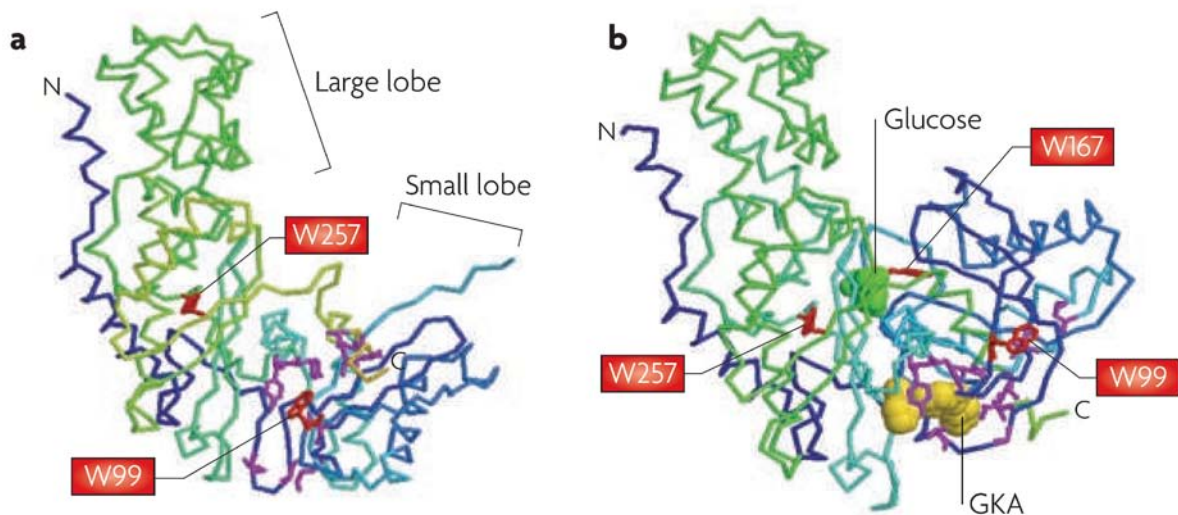 a
N
Large lobe
Small lobe
W257
C
W99
b
Glucose
N
W167
W257
W99
C
GKA